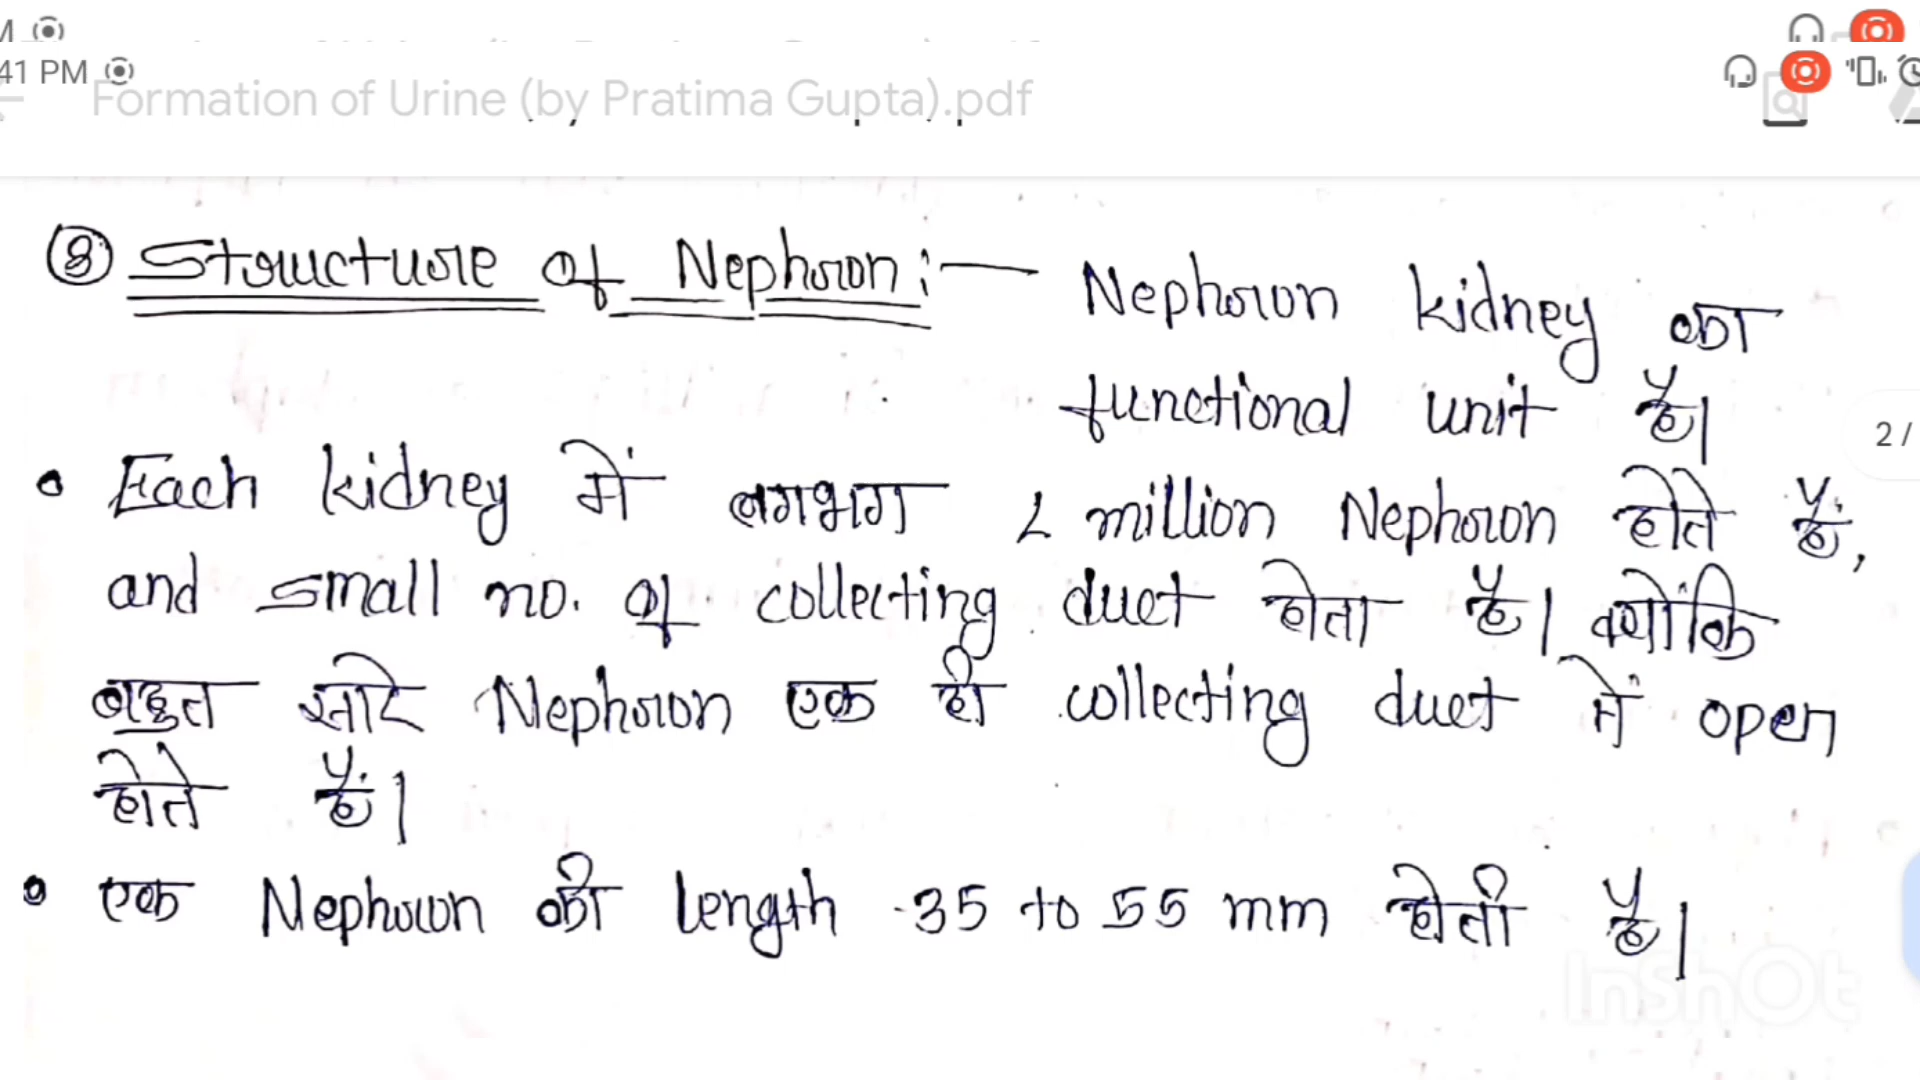 M
41 PM
Formation of Urine (by Pratima Gupta).pdf
③ Structure of Nephron:— Nephron kidney का
functional unit है।
2/
• Each kidney में लगभग 1 million Nephron होते हैं,
and small no. of collecting duct होता है। क्योंकि
बहुत सारे Nephron एक ही collecting duct में open
होते हैं।
• एक Nephron की length 35 to 55 mm होती है।
InShOt